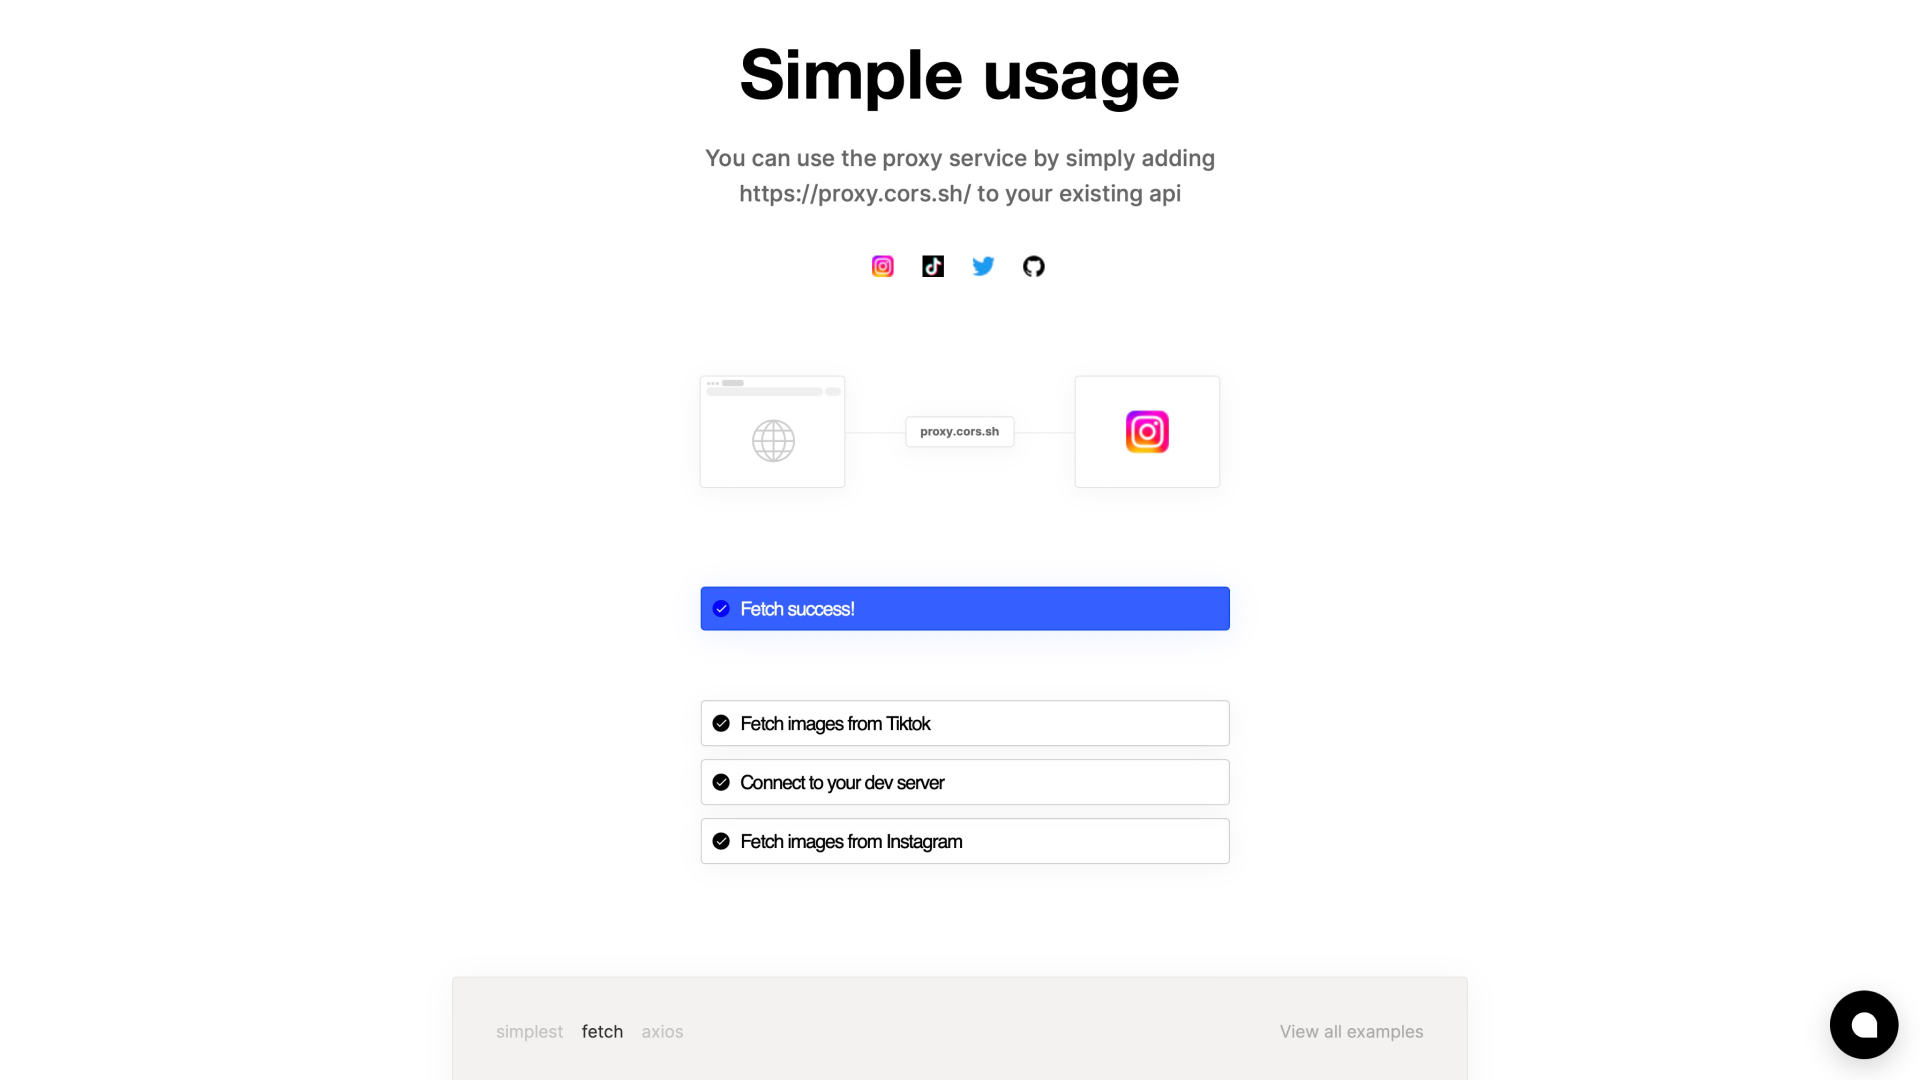 Simple usage
You can use the proxy service by simply adding
https://proxy.cors.sh/ to your existing api
proxy.cors.sh
Fetch success!
Fetch images from Tiktok
Connect to your dev server
Fetch images from Instagram
simplest fetch axios View all examples